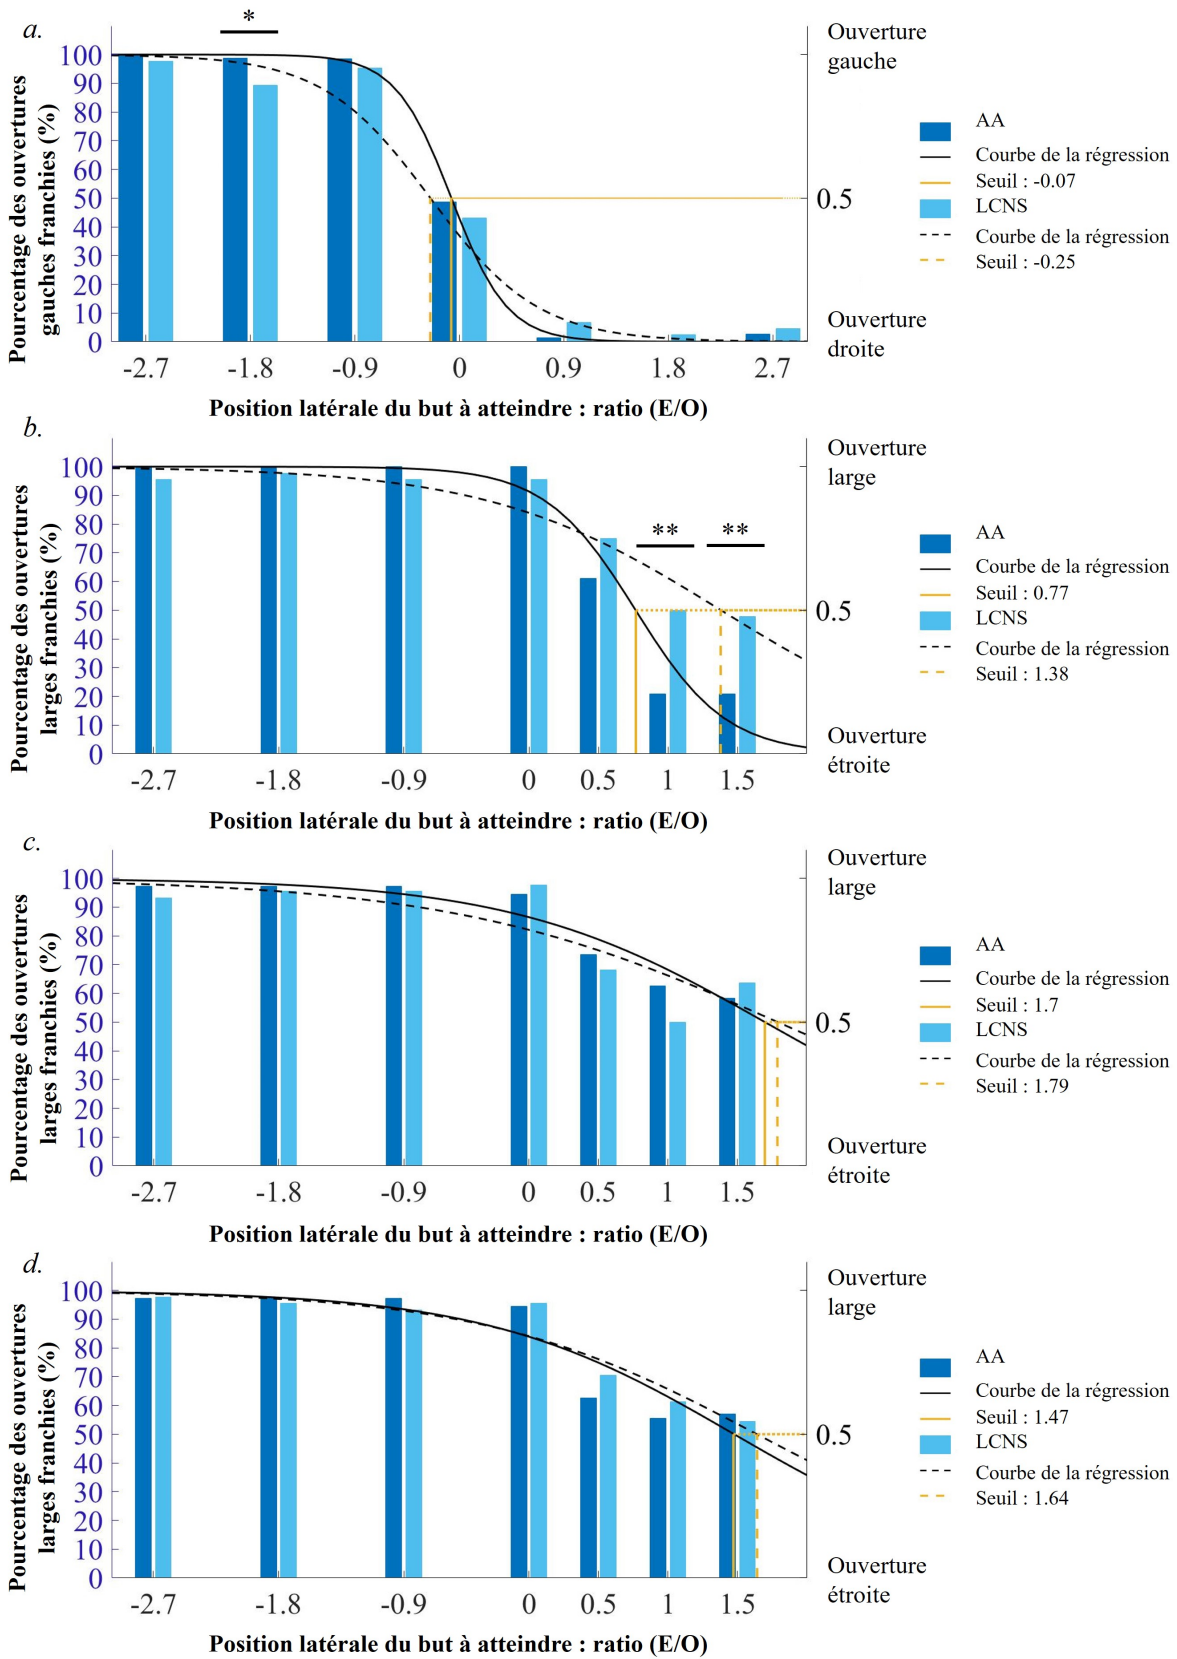 a.
*
Pourcentage des ouvertures
gauches franchies (%)
100
90
80
70
60
50
40
30
20
10
0
-2.7 -1.8 -0.9 0 0.9 1.8 2.7
Position latérale du but à atteindre : ratio (E/O)
Ouverture
gauche
0.5
Ouverture
droite
AA
Courbe de la régression
Seuil : -0.07
LCNS
Courbe de la régression
Seuil : -0.25
b.
** **
Pourcentage des ouvertures
larges franchies (%)
100
90
80
70
60
50
40
30
20
10
0
-2.7 -1.8 -0.9 0 0.5 1 1.5
Position latérale du but à atteindre : ratio (E/O)
Ouverture
large
0.5
Ouverture
étroite
AA
Courbe de la régression
Seuil : 0.77
LCNS
Courbe de la régression
Seuil : 1.38
c.
Pourcentage des ouvertures
larges franchies (%)
100
90
80
70
60
50
40
30
20
10
0
-2.7 -1.8 -0.9 0 0.5 1 1.5
Position latérale du but à atteindre : ratio (E/O)
Ouverture
large
0.5
Ouverture
étroite
AA
Courbe de la régression
Seuil : 1.7
LCNS
Courbe de la régression
Seuil : 1.79
d.
Pourcentage des ouvertures
larges franchies (%)
100
90
80
70
60
50
40
30
20
10
0
-2.7 -1.8 -0.9 0 0.5 1 1.5
Position latérale du but à atteindre : ratio (E/O)
Ouverture
large
0.5
Ouverture
étroite
AA
Courbe de la régression
Seuil : 1.47
LCNS
Courbe de la régression
Seuil : 1.64